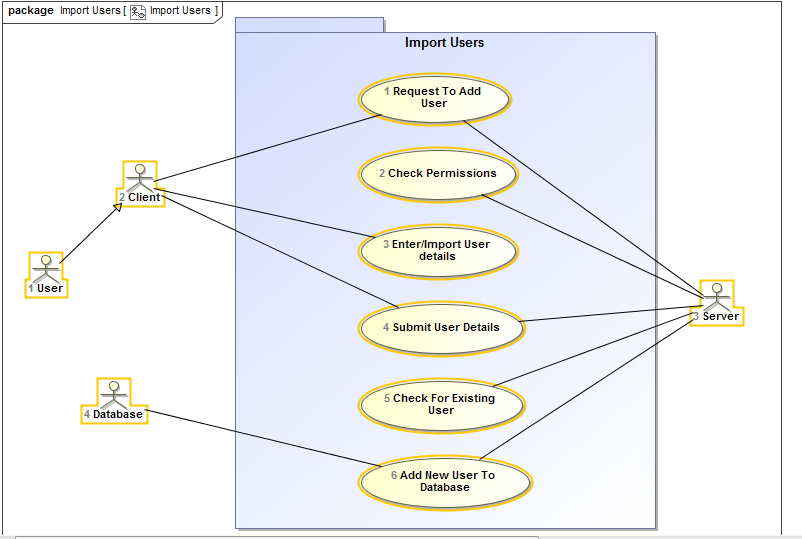 package Import Users [ Import Users ]
Import Users
1 Request To Add
User
2 Check Permissions
2 Client
3 Enter/Import User
details
1 User
3 Server
4 Submit User Details
5 Check For Existing
User
4 Database
6 Add New User To
Database